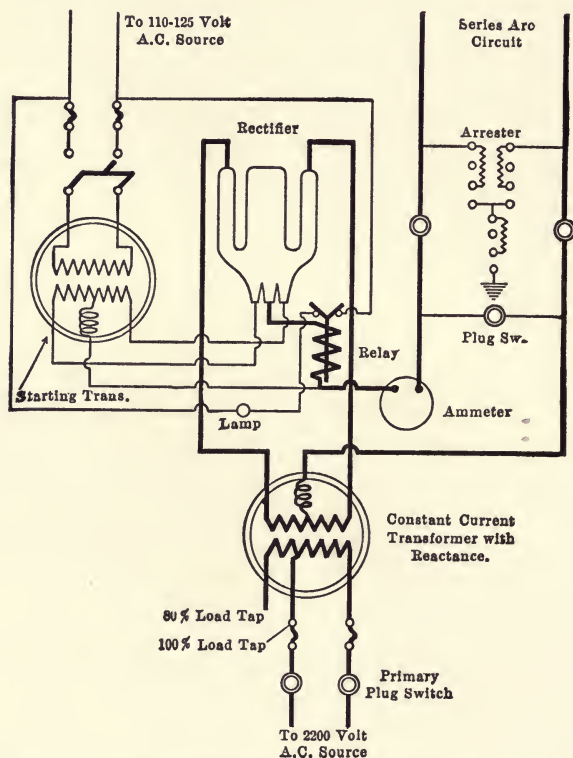 To 110-125 Volt
A.C. Source
Series Aro
Circuit
Rectifier
Arrester
Relay
Plug Sw.
Starting Trans.
Lamp
Ammeter
Constant Current
Transformer with
Reactance.
80% Load Tap
100% Load Tap
Primary
Plug Switch
To 2200 Volt
A.C. Source